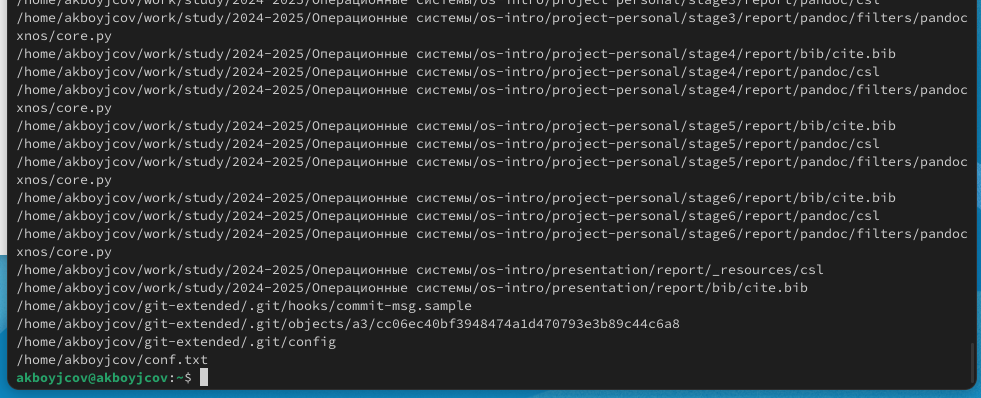 /home/akboyjcov/work/study/2024-2025/Операционные системы/os-intro/project-personal/stage3/report/pandoc/csl
/home/akboyjcov/work/study/2024-2025/Операционные системы/os-intro/project-personal/stage3/report/pandoc/filters/pandoc
xnos/core.py
/home/akboyjcov/work/study/2024-2025/Операционные системы/os-intro/project-personal/stage4/report/bib/cite.bib
/home/akboyjcov/work/study/2024-2025/Операционные системы/os-intro/project-personal/stage4/report/pandoc/csl
/home/akboyjcov/work/study/2024-2025/Операционные системы/os-intro/project-personal/stage4/report/pandoc/filters/pandoc
xnos/core.py
/home/akboyjcov/work/study/2024-2025/Операционные системы/os-intro/project-personal/stage5/report/bib/cite.bib
/home/akboyjcov/work/study/2024-2025/Операционные системы/os-intro/project-personal/stage5/report/pandoc/csl
/home/akboyjcov/work/study/2024-2025/Операционные системы/os-intro/project-personal/stage5/report/pandoc/filters/pandoc
xnos/core.py
/home/akboyjcov/work/study/2024-2025/Операционные системы/os-intro/project-personal/stage6/report/bib/cite.bib
/home/akboyjcov/work/study/2024-2025/Операционные системы/os-intro/project-personal/stage6/report/pandoc/csl
/home/akboyjcov/work/study/2024-2025/Операционные системы/os-intro/project-personal/stage6/report/pandoc/filters/pandoc
xnos/core.py
/home/akboyjcov/work/study/2024-2025/Операционные системы/os-intro/presentation/report/_resources/csl
/home/akboyjcov/work/study/2024-2025/Операционные системы/os-intro/presentation/report/bib/cite.bib
/home/akboyjcov/git-extended/.git/hooks/commit-msg.sample
/home/akboyjcov/git-extended/.git/objects/a3/cc06ec40bf3948474a1d470793e3b89c44c6a8
/home/akboyjcov/git-extended/.git/config
/home/akboyjcov/conf.txt
akboyjcov@akboyjcov:~$